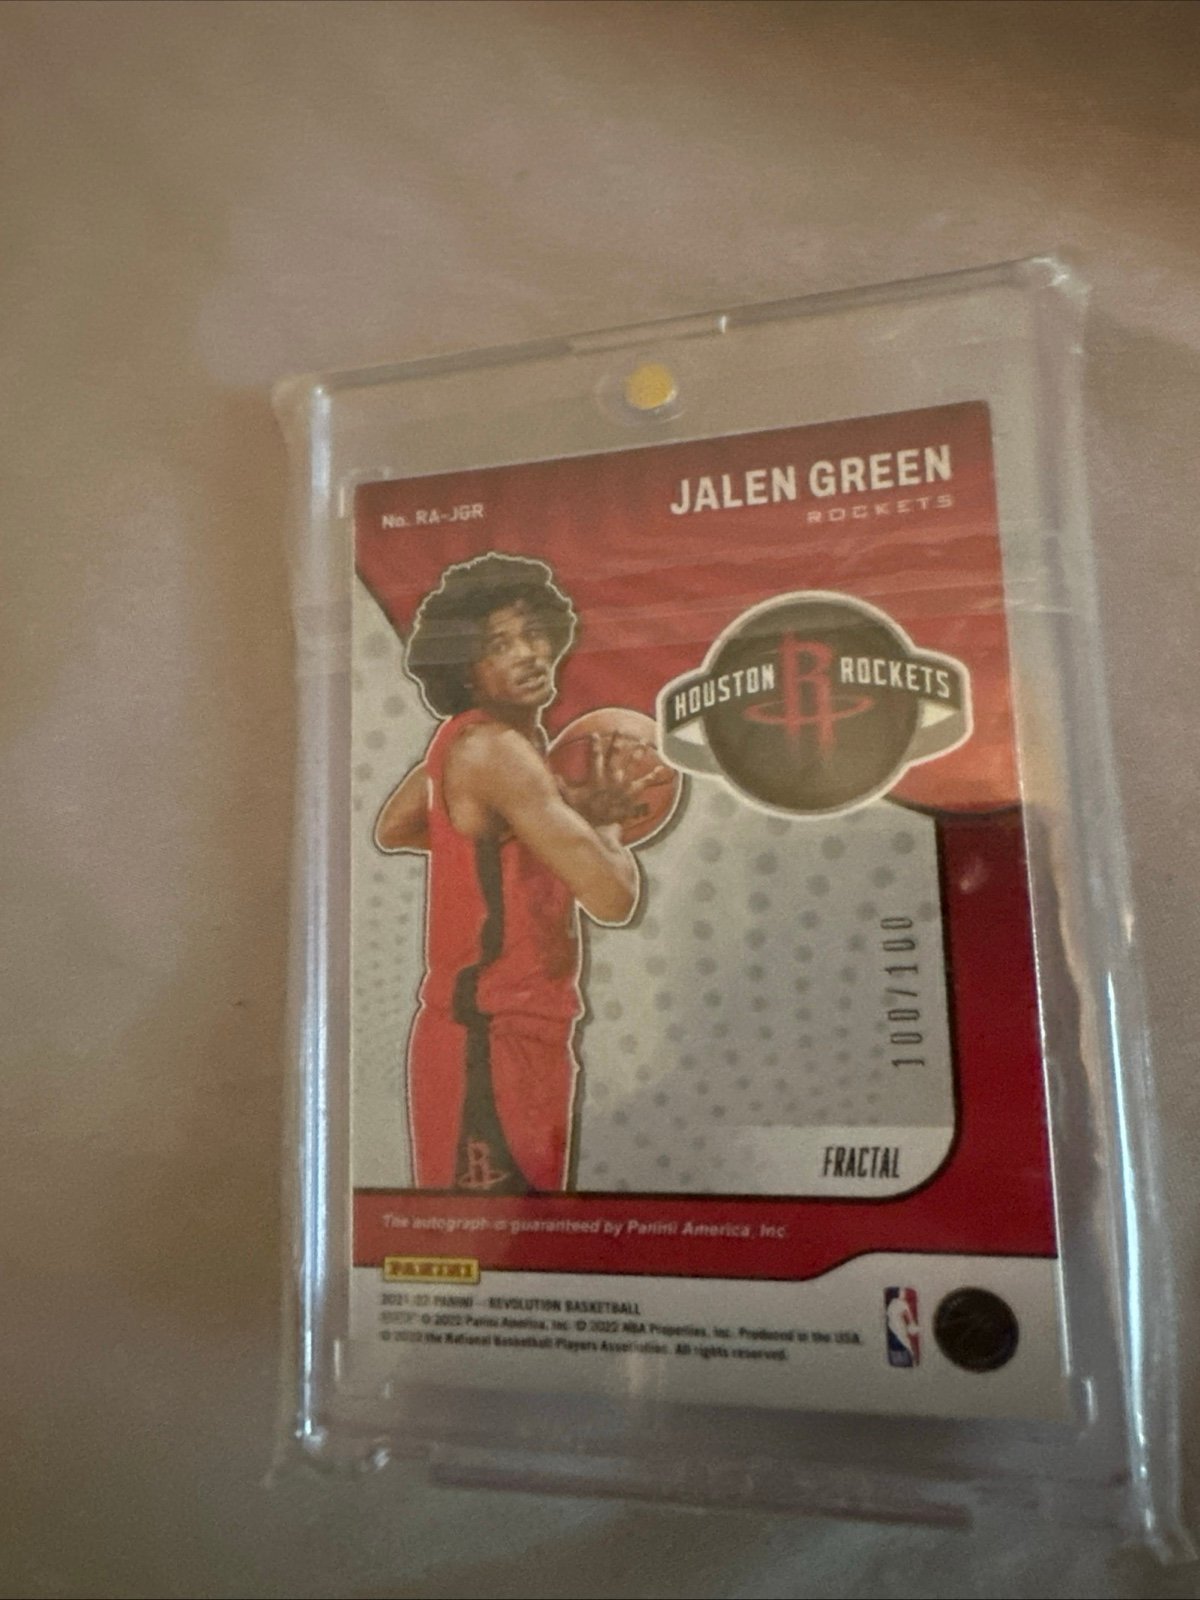 No. RA-JGR
JALEN GREEN
ROCKETS
HOUSTON ROCKETS
100/100
FRACTAL
The autograph is guaranteed by Panini America, Inc.
PANINI
2021-22 PANINI – REVOLUTION BASKETBALL
© 2022 Panini America, Inc. © 2022 NBA Properties, Inc. Produced in the USA.
© 2022 the National Basketball Players Association. All rights reserved.